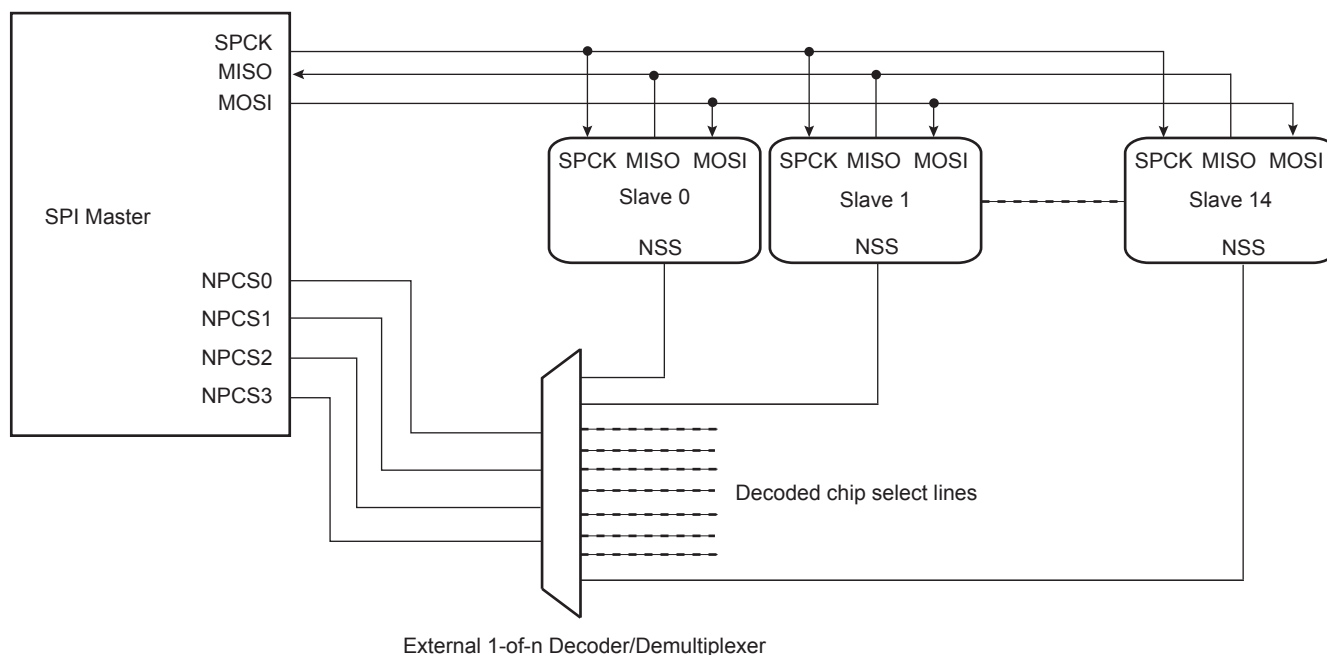 SPCK
MISO
MOSI
SPI Master
NPCS0
NPCS1
NPCS2
NPCS3
SPCK MISO MOSI
Slave 0
NSS
SPCK MISO MOSI
Slave 1
NSS
SPCK MISO MOSI
Slave 14
NSS
Decoded chip select lines
External 1-of-n Decoder/Demultiplexer